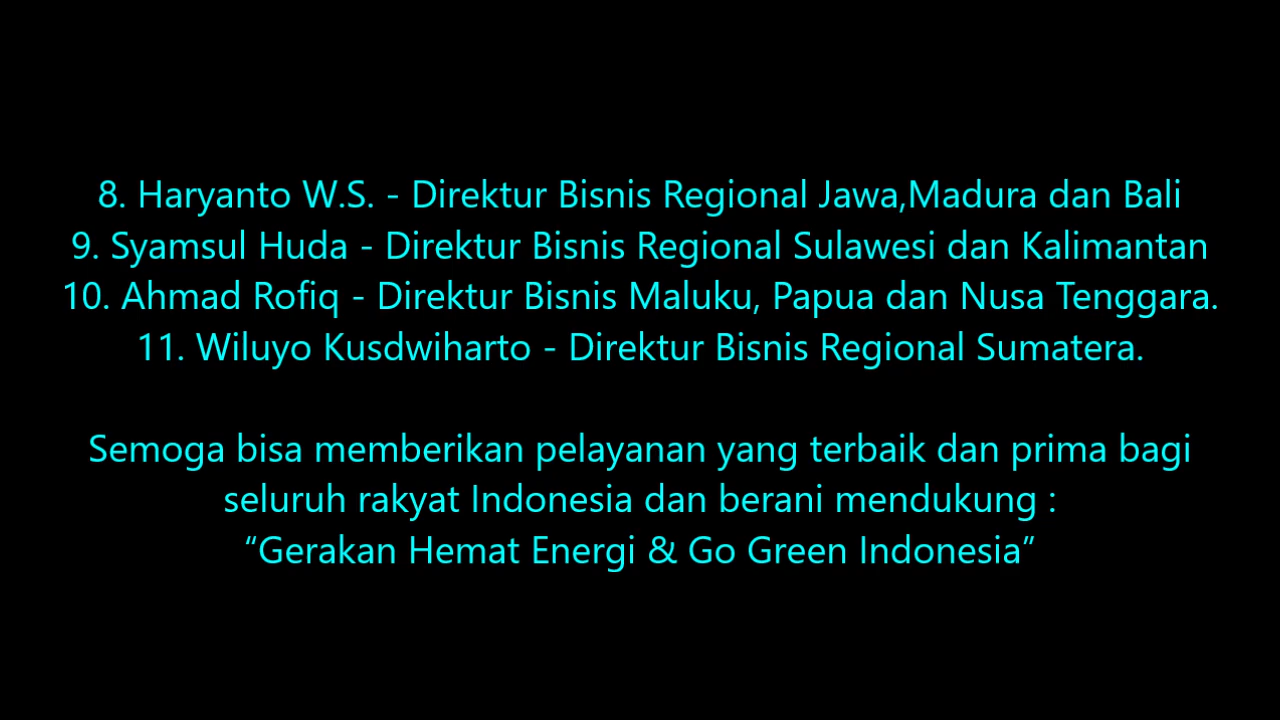 8. Haryanto W.S. - Direktur Bisnis Regional Jawa,Madura dan Bali
9. Syamsul Huda - Direktur Bisnis Regional Sulawesi dan Kalimantan
10. Ahmad Rofiq - Direktur Bisnis Maluku, Papua dan Nusa Tenggara.
11. Wiluyo Kusdwiharto - Direktur Bisnis Regional Sumatera.
Semoga bisa memberikan pelayanan yang terbaik dan prima bagi
seluruh rakyat Indonesia dan berani mendukung :
“Gerakan Hemat Energi & Go Green Indonesia”